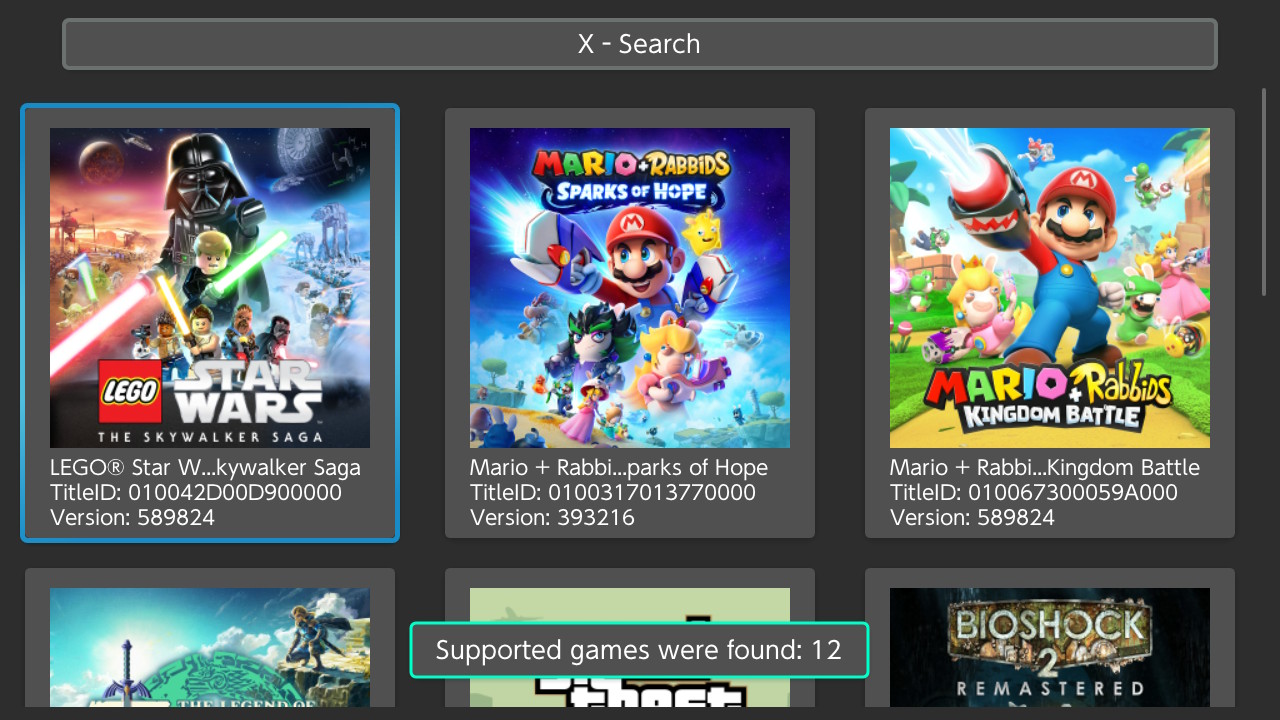 X - Search
LEGO
STAR
WARS
THE SKYWALKER SAGA
MARIO + RABBIDS
SPARKS OF HOPE
MARIO + Rabbids
KINGDOM BATTLE
LEGO® Star W...kywalker Saga
TitleID: 010042D00D900000
Version: 589824
Mario + Rabbi...parks of Hope
TitleID: 0100317013770000
Version: 393216
Mario + Rabbi...Kingdom Battle
TitleID: 010067300059A000
Version: 589824
THE LEGEND OF
Supported games were found: 12
BIOSHOCK
2
REMASTERED